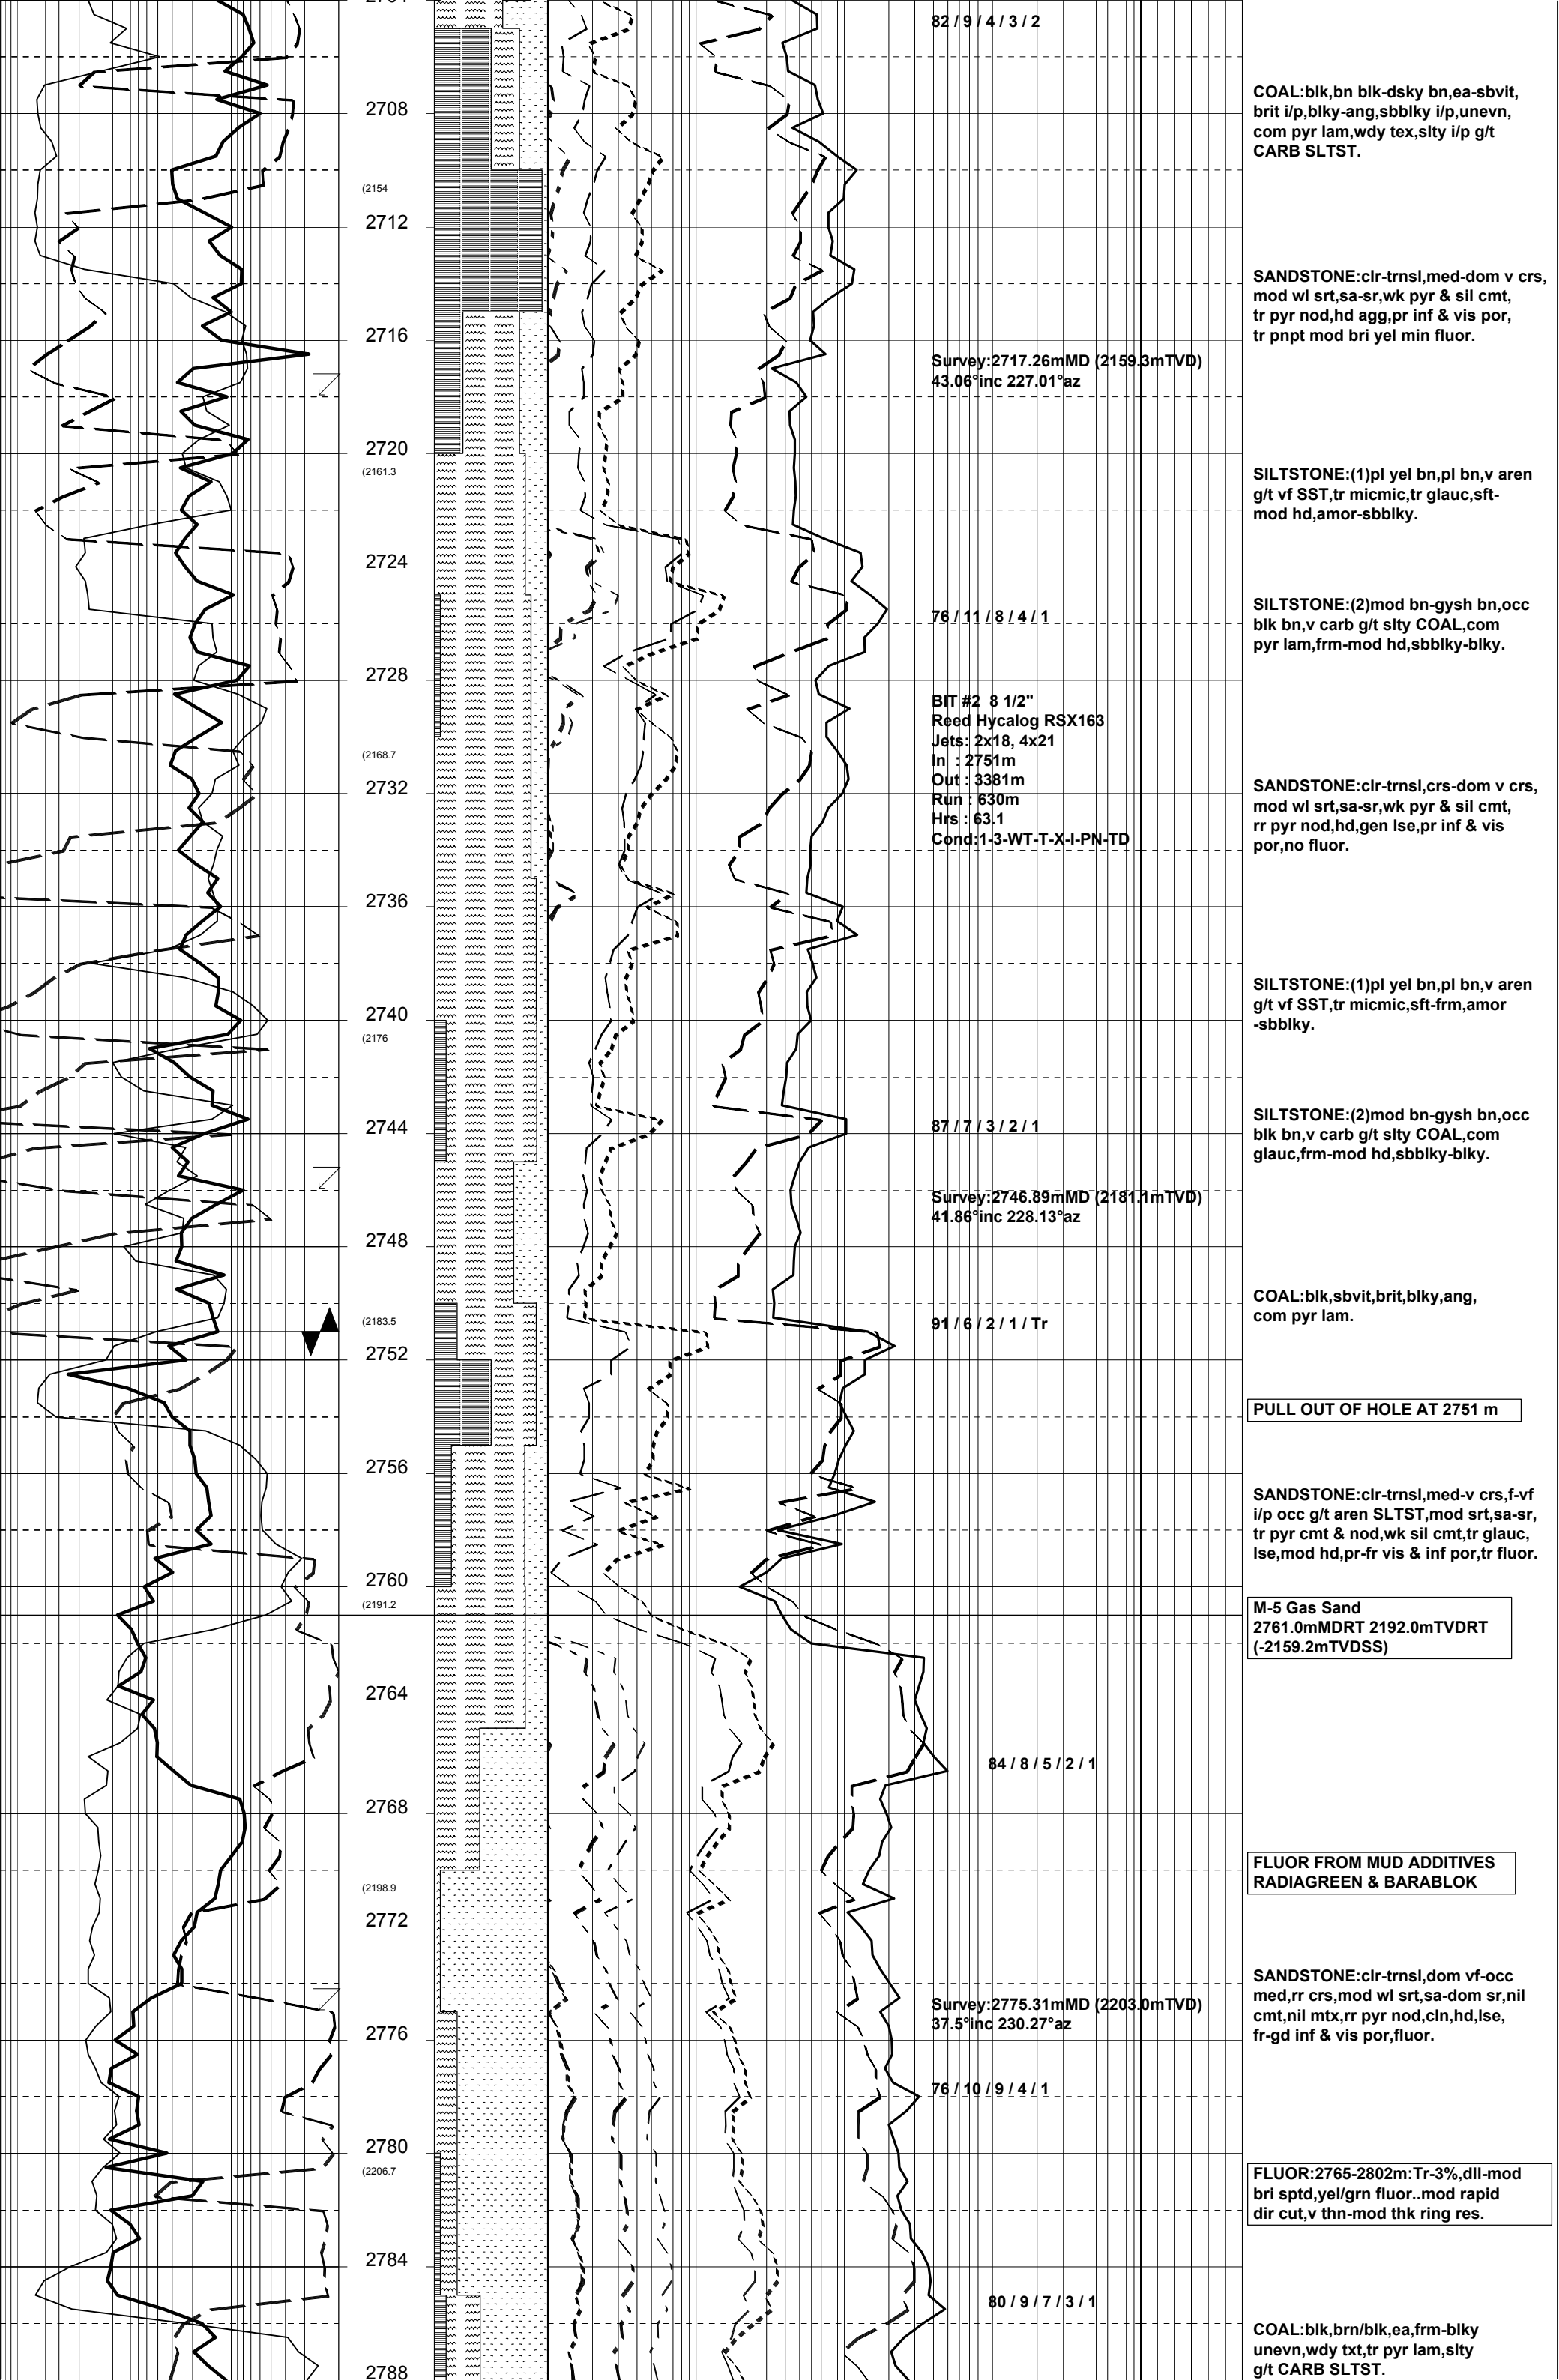 82 / 9 / 4 / 3 / 2
COAL:blk,bn blk-dsky bn,ea-sbvit,
brit i/p,blky-ang,sbblky i/p,unevn,
com pyr lam,wdy tex,slty i/p g/t
CARB SLTST.
2708
(2154
2712
SANDSTONE:clr-trnsl,med-dom v crs,
mod wl srt,sa-sr,wk pyr & sil cmt,
tr pyr nod,hd agg,pr inf & vis por,
tr pnpt mod bri yel min fluor.
2716
Survey:2717.26mMD (2159.3mTVD)
43.06°inc 227.01°az
2720
(2161.3
SILTSTONE:(1)pl yel bn,pl bn,v aren
g/t vf SST,tr micmic,tr glauc,sft-
mod hd,amor-sbblky.
2724
76 / 11 / 8 / 4 / 1
SILTSTONE:(2)mod bn-gysh bn,occ
blk bn,v carb g/t slty COAL,com
pyr lam,frm-mod hd,sbblky-blky.
2728
BIT #2 8 1/2"
Reed Hycalog RSX163
Jets: 2x18, 4x21
In : 2751m
Out : 3381m
Run : 630m
Hrs : 63.1
Cond:1-3-WT-T-X-I-PN-TD
(2168.7
2732
SANDSTONE:clr-trnsl,crs-dom v crs,
mod wl srt,sa-sr,wk pyr & sil cmt,
rr pyr nod,hd,gen lse,pr inf & vis
por,no fluor.
2736
SILTSTONE:(1)pl yel bn,pl bn,v aren
g/t vf SST,tr micmic,sft-frm,amor
-sbblky.
2740
(2176
2744
87 / 7 / 3 / 2 / 1
SILTSTONE:(2)mod bn-gysh bn,occ
blk bn,v carb g/t slty COAL,com
glauc,frm-mod hd,sbblky-blky.
Survey:2746.89mMD (2181.1mTVD)
41.86°inc 228.13°az
2748
COAL:blk,sbvit,brit,blky,ang,
com pyr lam.
(2183.5
91 / 6 / 2 / 1 / Tr
2752
PULL OUT OF HOLE AT 2751 m
2756
SANDSTONE:clr-trnsl,med-v crs,f-vf
i/p occ g/t aren SLTST,mod srt,sa-sr,
tr pyr cmt & nod,wk sil cmt,tr glauc,
lse,mod hd,pr-fr vis & inf por,tr fluor.
2760
(2191.2
M-5 Gas Sand
2761.0mMDRT 2192.0mTVDRT
(-2159.2mTVDSS)
2764
84 / 8 / 5 / 2 / 1
2768
FLUOR FROM MUD ADDITIVES
RADIAGREEN & BARABLOK
(2198.9
2772
SANDSTONE:clr-trnsl,dom vf-occ
med,rr crs,mod wl srt,sa-dom sr,nil
cmt,nil mtx,rr pyr nod,cln,hd,lse,
fr-gd inf & vis por,fluor.
Survey:2775.31mMD (2203.0mTVD)
37.5°inc 230.27°az
2776
76 / 10 / 9 / 4 / 1
2780
(2206.7
FLUOR:2765-2802m:Tr-3%,dll-mod
bri sptd,yel/grn fluor..mod rapid
dir cut,v thn-mod thk ring res.
2784
80 / 9 / 7 / 3 / 1
COAL:blk,brn/blk,ea,frm-blky
unevn,wdy txt,tr pyr lam,slty
g/t CARB SLTST.
2788